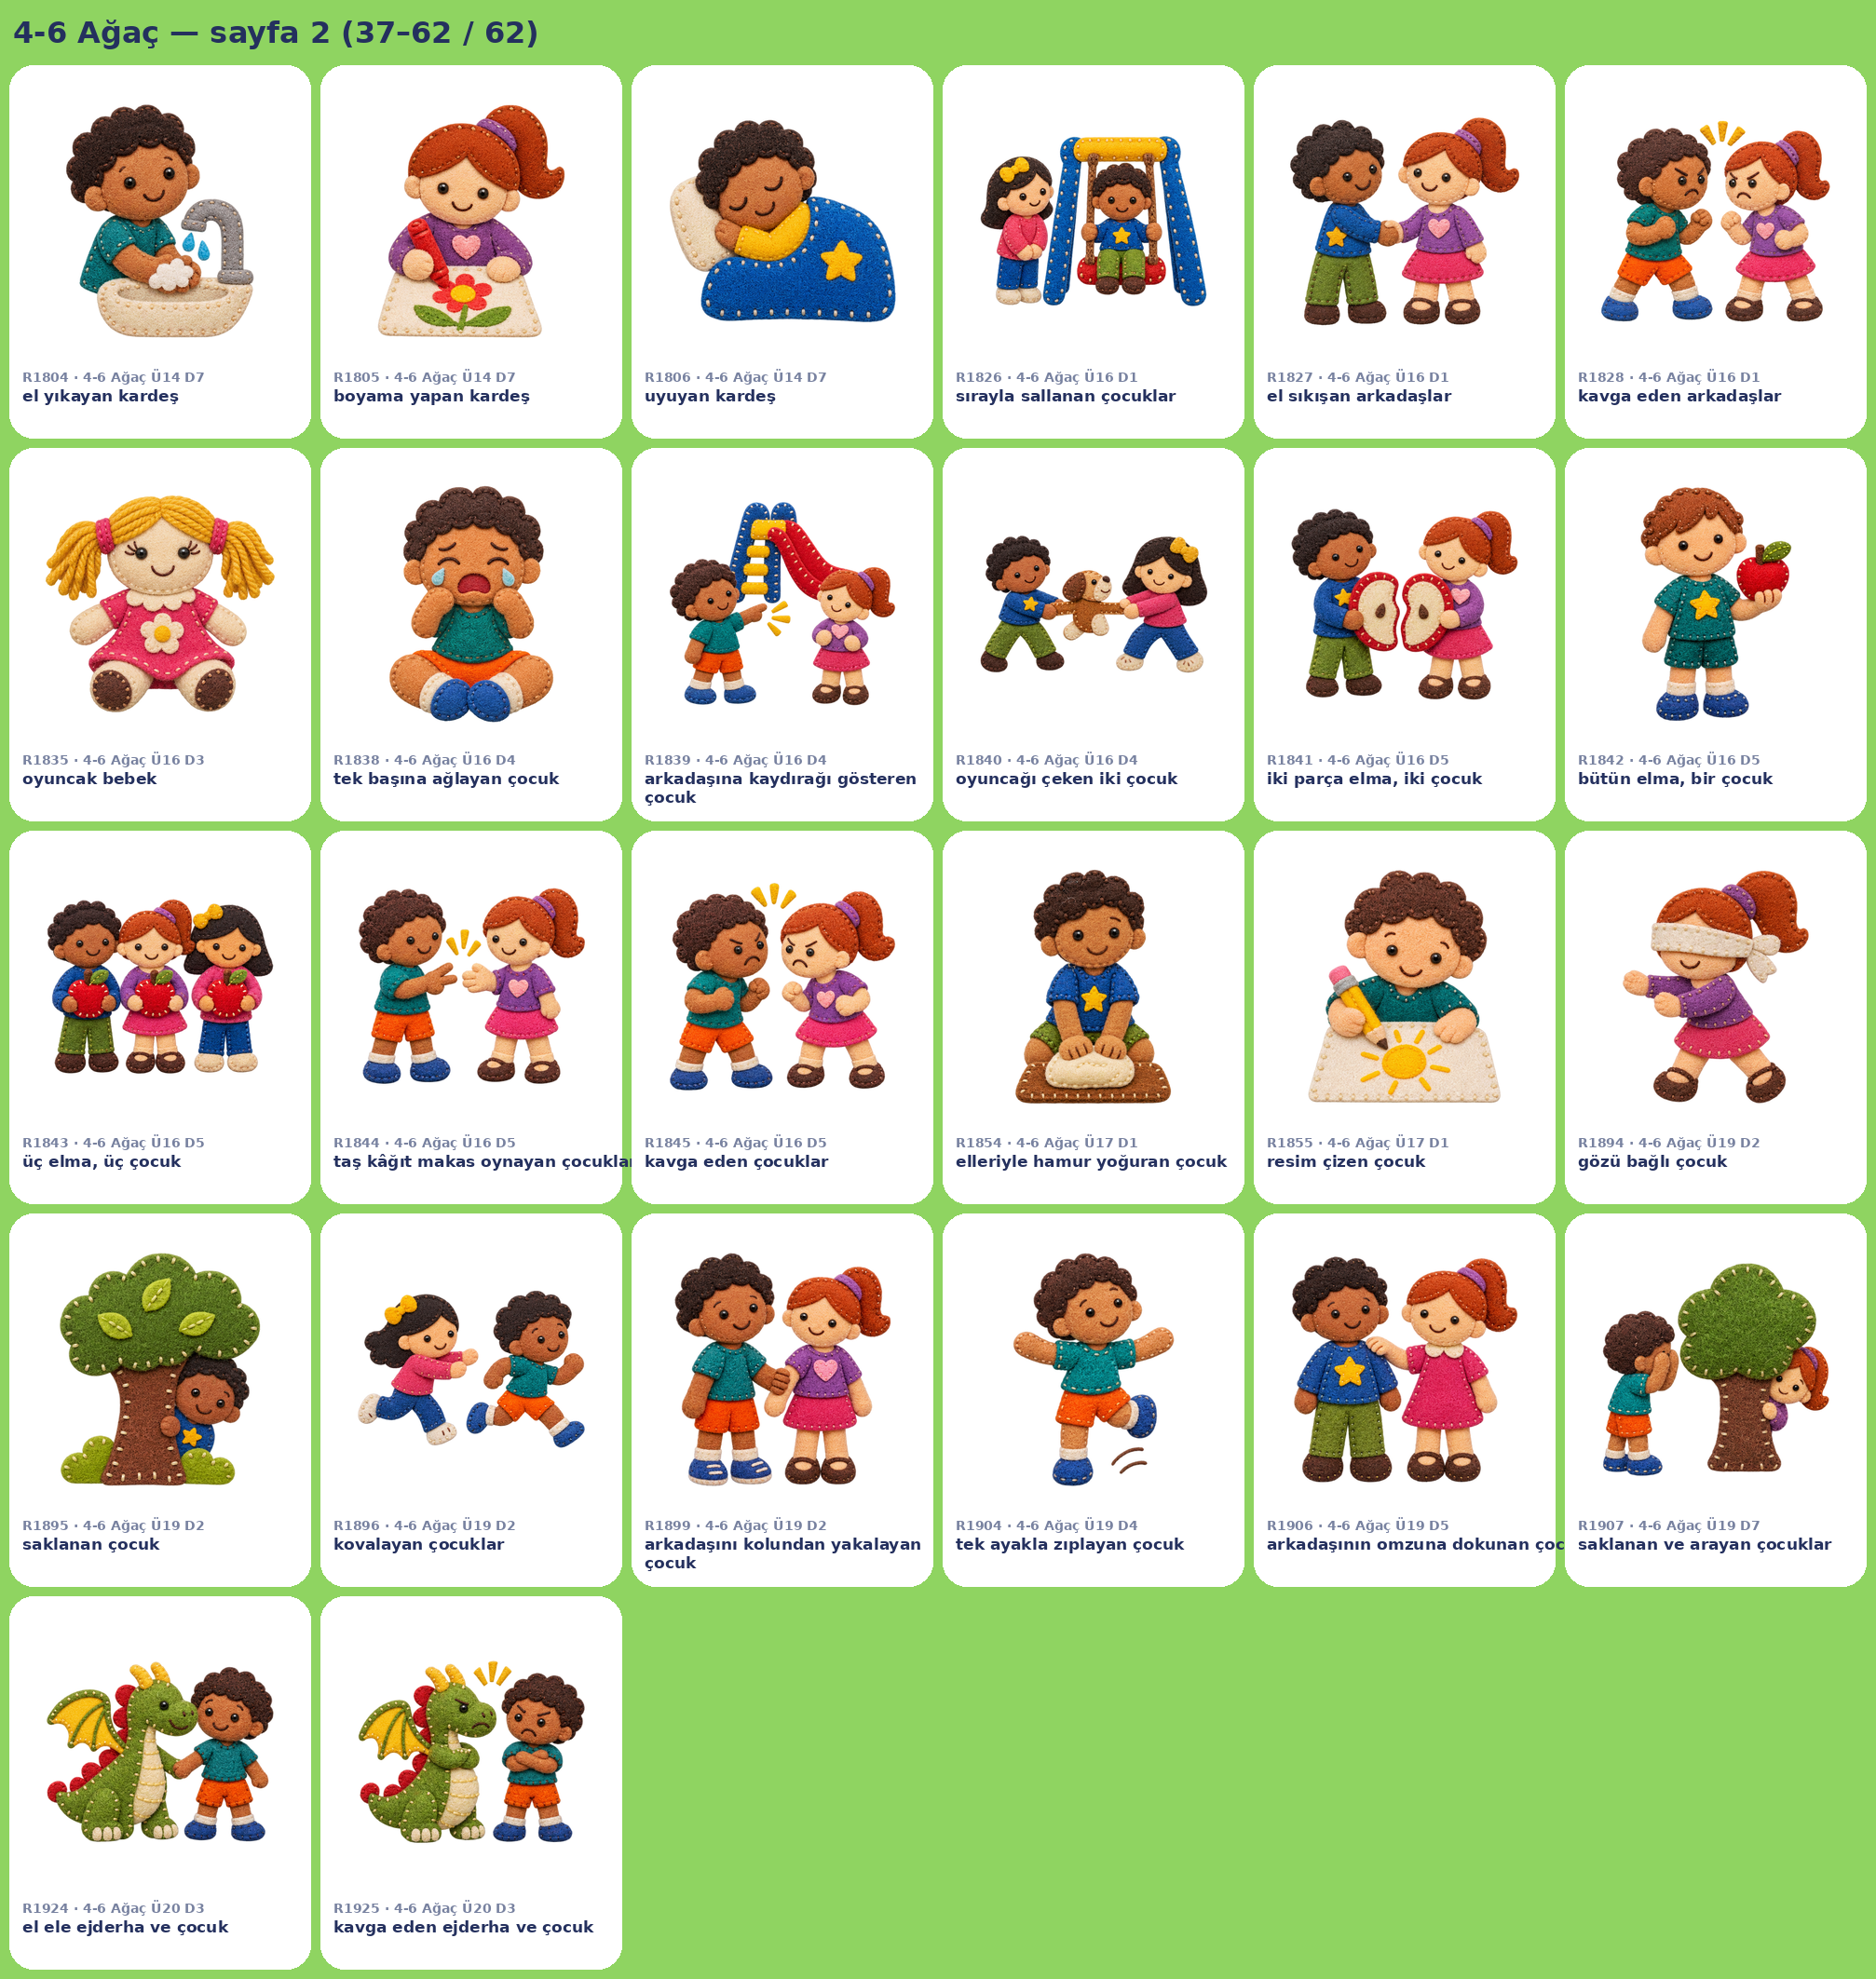 4-6 Ağaç — sayfa 2 (37–62 / 62)
R1804 · 4-6 Ağaç Ü14 D7
el yıkayan kardeş
R1805 · 4-6 Ağaç Ü14 D7
boyama yapan kardeş
R1806 · 4-6 Ağaç Ü14 D7
uyuyan kardeş
R1826 · 4-6 Ağaç Ü16 D1
sırayla sallanan çocuklar
R1827 · 4-6 Ağaç Ü16 D1
el sıkışan arkadaşlar
R1828 · 4-6 Ağaç Ü16 D1
kavga eden arkadaşlar
R1835 · 4-6 Ağaç Ü16 D3
oyuncak bebek
R1838 · 4-6 Ağaç Ü16 D4
tek başına ağlayan çocuk
R1839 · 4-6 Ağaç Ü16 D4
arkadaşına kaydırağı gösteren
çocuk
R1840 · 4-6 Ağaç Ü16 D4
oyuncağı çeken iki çocuk
R1841 · 4-6 Ağaç Ü16 D5
iki parça elma, iki çocuk
R1842 · 4-6 Ağaç Ü16 D5
bütün elma, bir çocuk
R1843 · 4-6 Ağaç Ü16 D5
üç elma, üç çocuk
R1844 · 4-6 Ağaç Ü16 D5
taş kâğıt makas oynayan çocuklar
R1845 · 4-6 Ağaç Ü16 D5
kavga eden çocuklar
R1854 · 4-6 Ağaç Ü17 D1
elleriyle hamur yoğuran çocuk
R1855 · 4-6 Ağaç Ü17 D1
resim çizen çocuk
R1894 · 4-6 Ağaç Ü19 D2
gözü bağlı çocuk
R1895 · 4-6 Ağaç Ü19 D2
saklanan çocuk
R1896 · 4-6 Ağaç Ü19 D2
kovalayan çocuklar
R1899 · 4-6 Ağaç Ü19 D2
arkadaşını kolundan yakalayan
çocuk
R1904 · 4-6 Ağaç Ü19 D4
tek ayakla zıplayan çocuk
R1906 · 4-6 Ağaç Ü19 D5
arkadaşının omzuna dokunan çoc
R1907 · 4-6 Ağaç Ü19 D7
saklanan ve arayan çocuklar
R1924 · 4-6 Ağaç Ü20 D3
el ele ejderha ve çocuk
R1925 · 4-6 Ağaç Ü20 D3
kavga eden ejderha ve çocuk